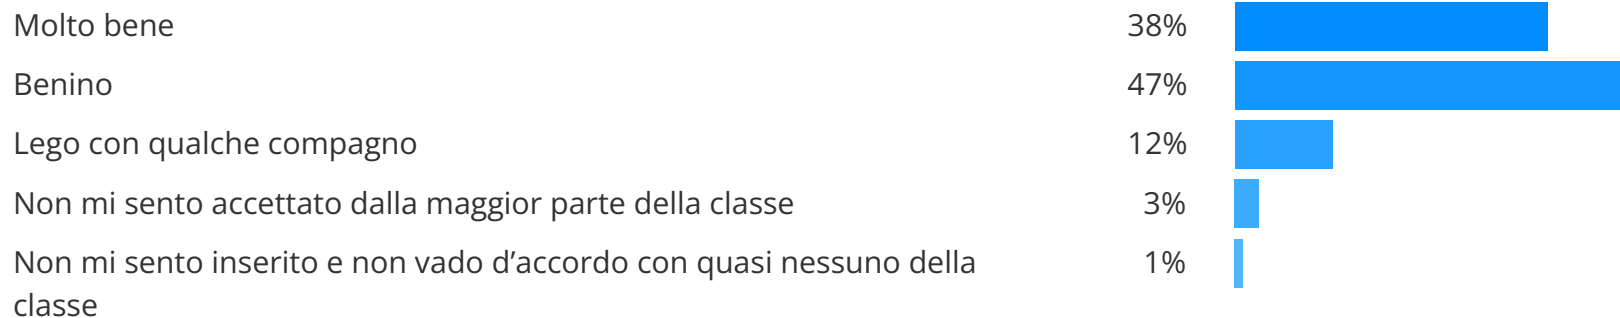 Molto bene 38%
Benino 47%
Lego con qualche compagno 12%
Non mi sento accettato dalla maggior parte della classe 3%
Non mi sento inserito e non vado d’accordo con quasi nessuno della 1%
classe